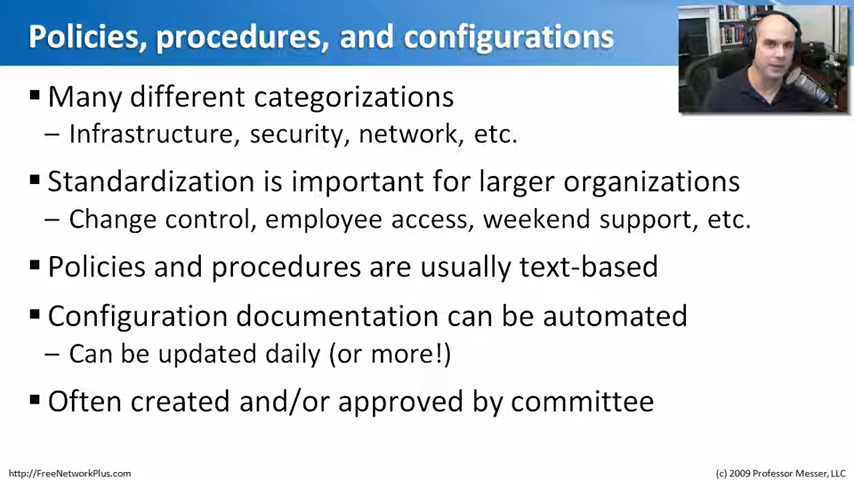 Policies, procedures, and configurations
▪ Many different categorizations
– Infrastructure, security, network, etc.
▪ Standardization is important for larger organizations
– Change control, employee access, weekend support, etc.
▪ Policies and procedures are usually text-based
▪ Configuration documentation can be automated
– Can be updated daily (or more!)
▪ Often created and/or approved by committee
http://FreeNetworkPlus.com
(c) 2009 Professor Messer, LLC